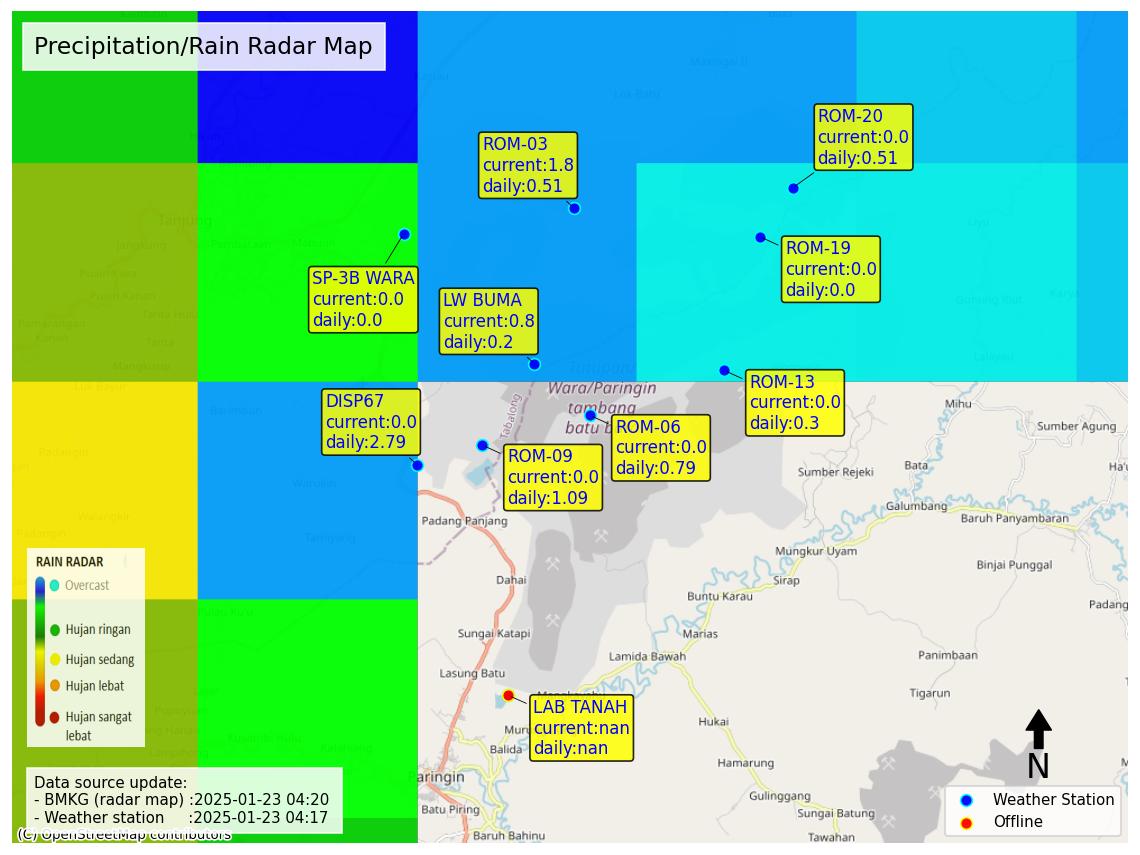 Precipitation/Rain Radar Map
ROM-20
current:0.0
daily:0.51
ROM-03
current:1.8
daily:0.51
ROM-19
current:0.0
daily:0.0
SP-3B WARA
current:0.0
daily:0.0
LW BUMA
current:0.8
daily:0.2
ROM-13
current:0.0
daily:0.3
DISP67
current:0.0
daily:2.79
ROM-06
current:0.0
daily:0.79
ROM-09
current:0.0
daily:1.09
LAB TANAH
current:nan
daily:nan
Tanjung
Wara/Paringin
tambang
batu
Tabalong
Mihu
Sumber Agung
Sumber Rejeki
Bata
Galumbang
Baruh Panyambaran
Padang Panjang
Mungkur Uyam
Binjai Punggal
Dahai
Sirap
Buntu Karau
Sungai Katapi
Marias
Lamida Bawah
Panimbaan
Lasung Batu
Tigarun
Hukai
Balida
Hamarung
Paringin
Gulinggang
Batu Piring
Sungai Batung
Baruh Bahinu
Tawahan
RAIN RADAR
Overcast
Hujan ringan
Hujan sedang
Hujan lebat
Hujan sangat
lebat
Data source update:
- BMKG (radar map) :2025-01-23 04:20
- Weather station :2025-01-23 04:17
(C) OpenStreetMap contributors
N
Weather Station
Offline